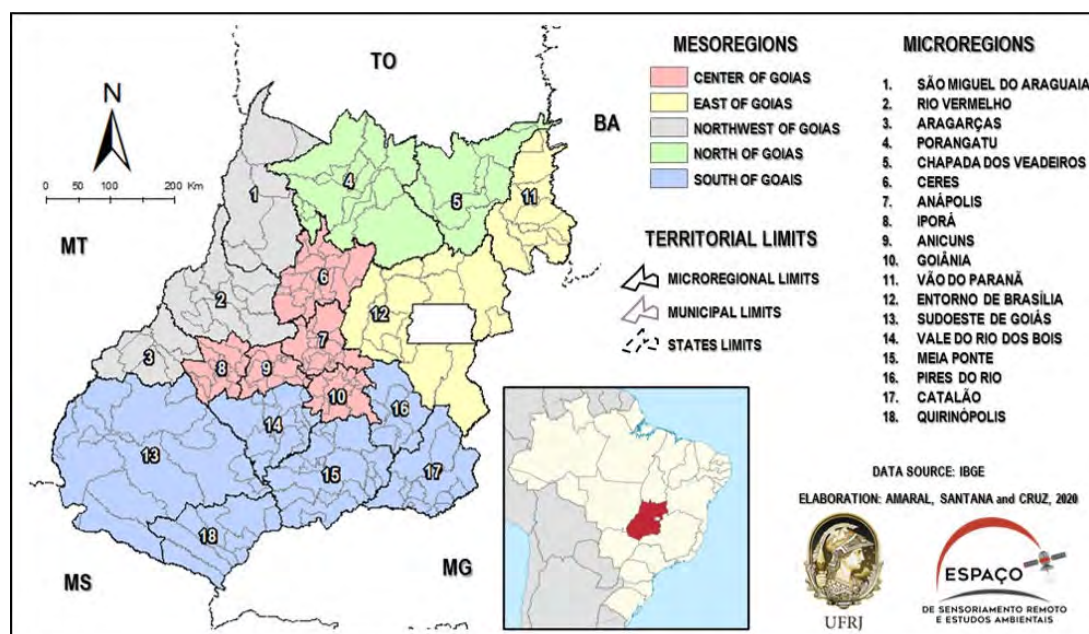 TO
BA
MT
MS
MG
N
0 50 100 200 Km
1
2
3
4
5
6
7
8
9
10
11
12
13
14
15
16
17
18
MESOREGIONS
CENTER OF GOIAS
EAST OF GOIAS
NORTHWEST OF GOIAS
NORTH OF GOIAS
SOUTH OF GOAIS
TERRITORIAL LIMITS
MICROREGIONAL LIMITS
MUNICIPAL LIMITS
STATES LIMITS
MICROREGIONS
1. SÃO MIGUEL DO ARAGUAIA
2. RIO VERMELHO
3. ARAGARÇAS
4. PORANGATU
5. CHAPADA DOS VEADEIROS
6. CERES
7. ANÁPOLIS
8. IPORÁ
9. ANICUNS
10. GOIÂNIA
11. VÃO DO PARANÃ
12. ENTORNO DE BRASÍLIA
13. SUDOESTE DE GOIÁS
14. VALE DO RIO DOS BOIS
15. MEIA PONTE
16. PIRES DO RIO
17. CATALÃO
18. QUIRINÓPOLIS
DATA SOURCE: IBGE
ELABORATION: AMARAL, SANTANA and CRUZ, 2020
UFRJ
ESPAÇO
DE SENSORIAMENTO REMOTO
E ESTUDOS AMBIENTAIS